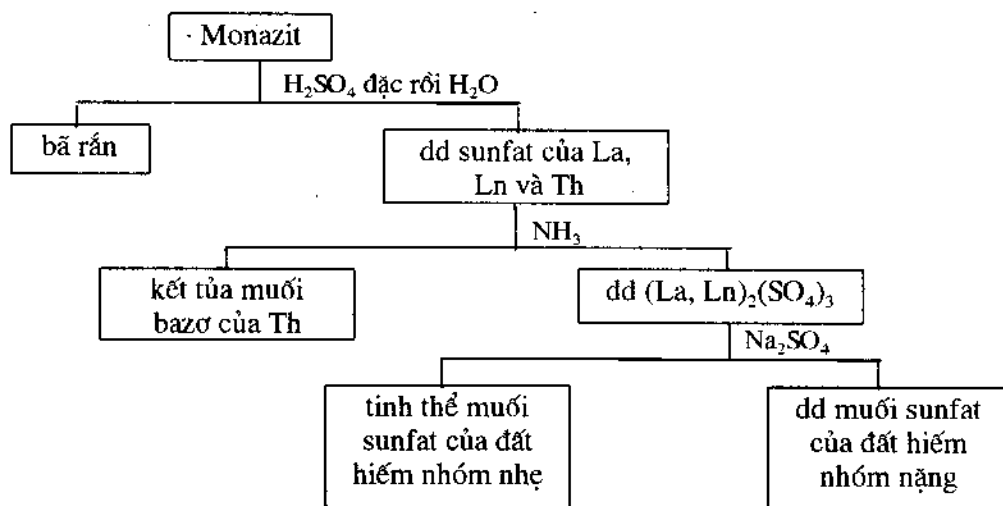 Monazit
H₂SO₄ đặc rồi H₂O
bã rắn
dd sunfat của La,
Ln và Th
NH₃
kết tủa muối
bazơ của Th
dd (La, Ln)₂(SO₄)₃
Na₂SO₄
tinh thể muối
sunfat của đất
hiếm nhóm nhẹ
dd muối sunfat
của đất hiếm
nhóm nặng